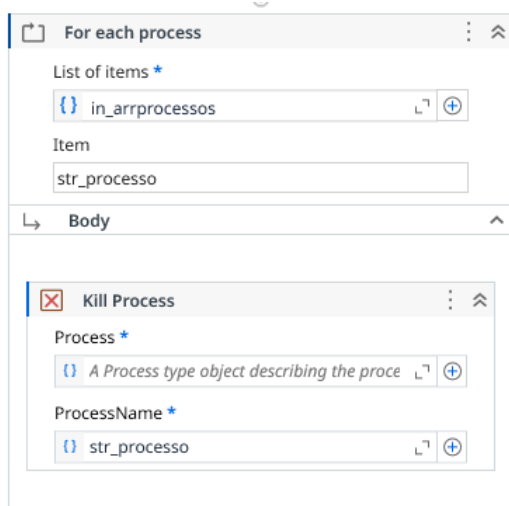 For each process
List of items *
in_arrprocessos
Item
str_processo
Body
Kill Process
Process *
A Process type object describing the proce
ProcessName *
str_processo